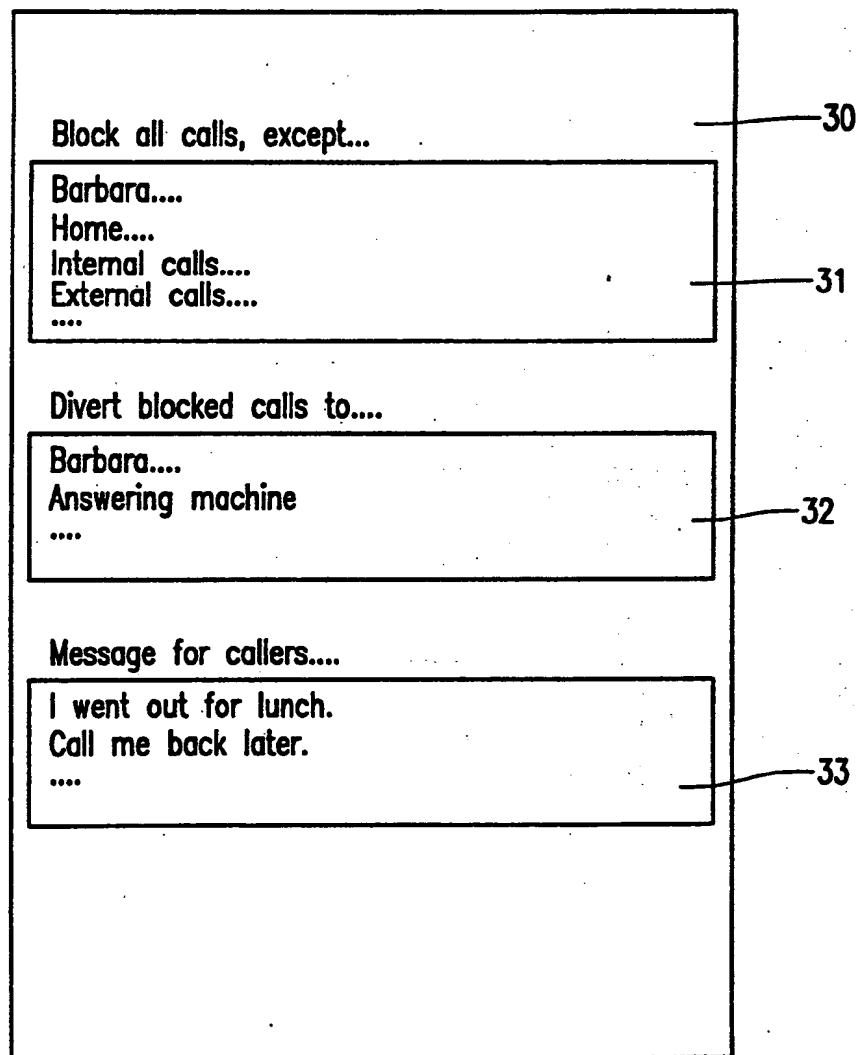 30
Block all calls, except...
Barbara....
Home....
Internal calls....
External calls....
....
31
Divert blocked calls to....
Barbara....
Answering machine
....
32
Message for callers....
I went out for lunch.
Call me back later.
....
33